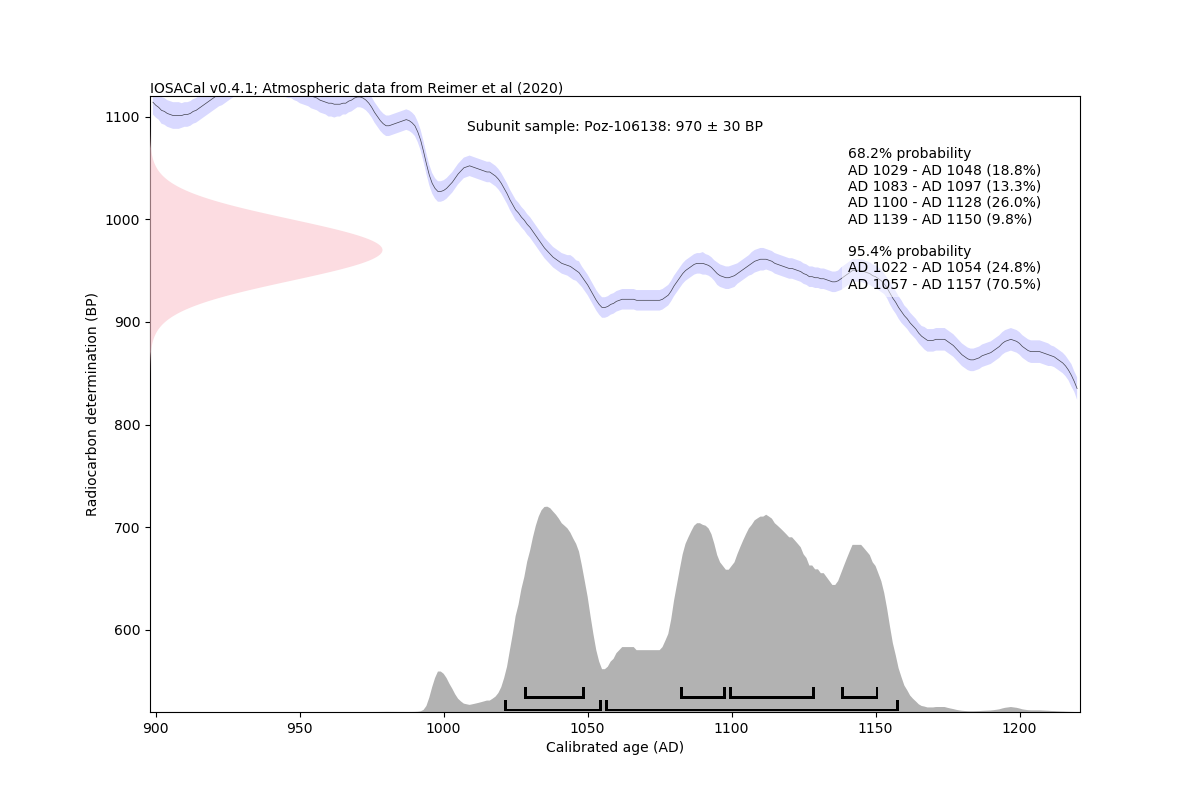 IOSACal v0.4.1; Atmospheric data from Reimer et al (2020)
Subunit sample: Poz-106138: 970 ± 30 BP
68.2% probability
AD 1029 - AD 1048 (18.8%)
AD 1083 - AD 1097 (13.3%)
AD 1100 - AD 1128 (26.0%)
AD 1139 - AD 1150 (9.8%)
95.4% probability
AD 1022 - AD 1054 (24.8%)
AD 1057 - AD 1157 (70.5%)
1100
1000
900
800
700
600
Radiocarbon determination (BP)
900 950 1000 1050 1100 1150 1200
Calibrated age (AD)